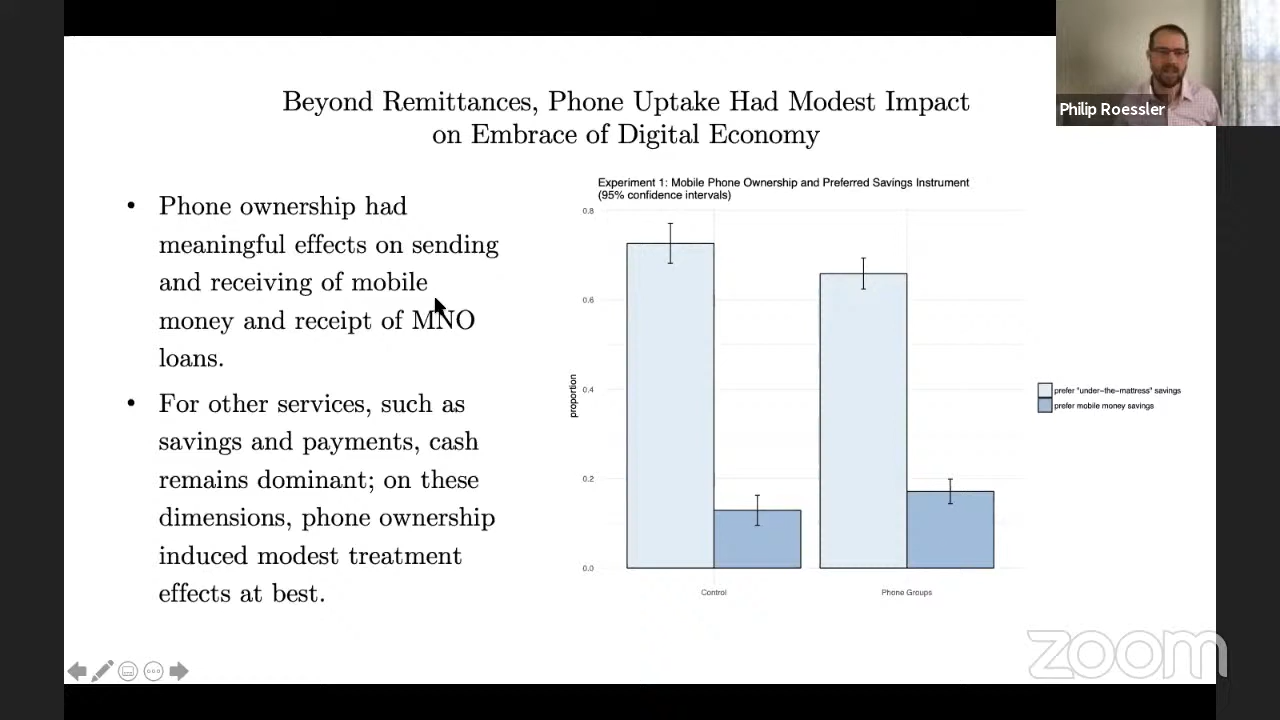 Philip Roessler
Beyond Remittances, Phone Uptake Had Modest Impact
on Embrace of Digital Economy
• Phone ownership had
meaningful effects on sending
and receiving of mobile
money and receipt of MNO
loans.
• For other services, such as
savings and payments, cash
remains dominant; on these
dimensions, phone ownership
induced modest treatment
effects at best.
Experiment 1: Mobile Phone Ownership and Preferred Savings Instrument
(95% confidence intervals)
proportion
0.8
0.6
0.4
0.2
0.0
Control
Phone Groups
prefer "under-the-mattress" savings
prefer mobile money savings
zoom